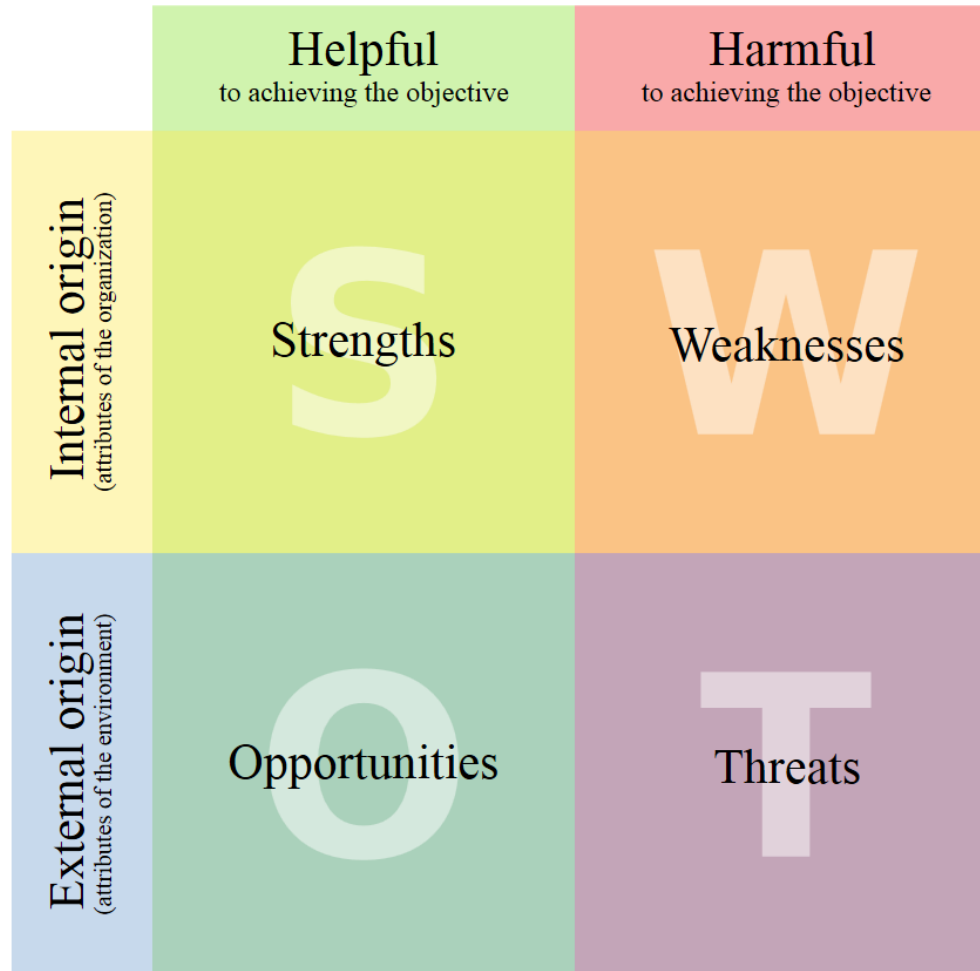 Helpful
to achieving the objective
Harmful
to achieving the objective
Internal origin
(attributes of the organization)
S
Strengths
W
Weaknesses
External origin
(attributes of the environment)
O
Opportunities
T
Threats